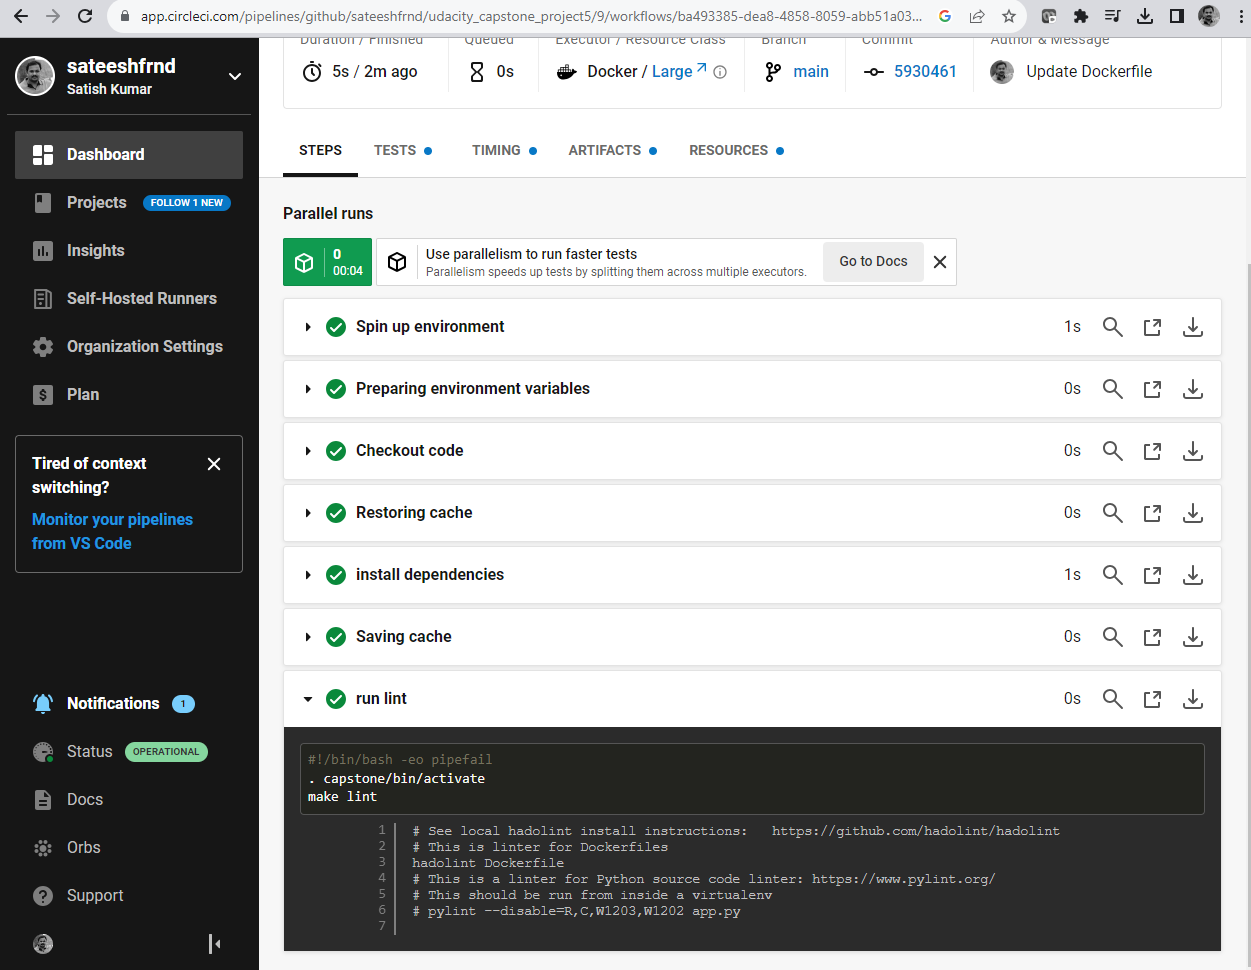 app.circleci.com/pipelines/github/sateeshfrnd/udacity_capstone_project5/9/workflows/ba493385-dea8-4858-8059-abb51a03...
sateeshfrnd
Satish Kumar
Dashboard
Projects FOLLOW 1 NEW
Insights
Self-Hosted Runners
Organization Settings
Plan
Tired of context
switching?
Monitor your pipelines
from VS Code
Notifications 1
Status OPERATIONAL
Docs
Orbs
Support
Duration / Finished Queued Executor / Resource Class Branch Commit Author & Message
5s / 2m ago 0s Docker / Large main 5930461 Update Dockerfile
STEPS TESTS TIMING ARTIFACTS RESOURCES
Parallel runs
0
00:04
Use parallelism to run faster tests
Parallelism speeds up tests by splitting them across multiple executors.
Go to Docs
Spin up environment 1s
Preparing environment variables 0s
Checkout code 0s
Restoring cache 0s
install dependencies 1s
Saving cache 0s
run lint 0s
#!/bin/bash -eo pipefail
. capstone/bin/activate
make lint
1 # See local hadolint install instructions:   https://github.com/hadolint/hadolint
2 # This is linter for Dockerfiles
3 hadolint Dockerfile
4 # This is a linter for Python source code linter: https://www.pylint.org/
5 # This should be run from inside a virtualenv
6 # pylint --disable=R,C,W1203,W1202 app.py
7